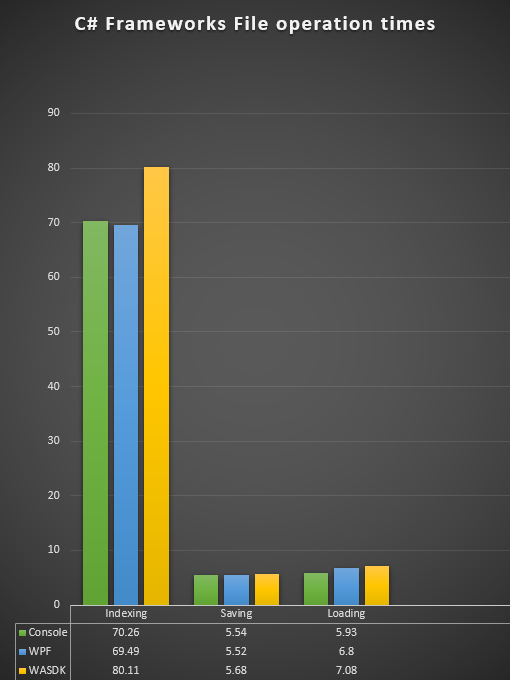 C# Frameworks File operation times
90
80
70
60
50
40
30
20
10
0
Indexing Saving Loading
Console 70.26 5.54 5.93
WPF 69.49 5.52 6.8
WASDK 80.11 5.68 7.08